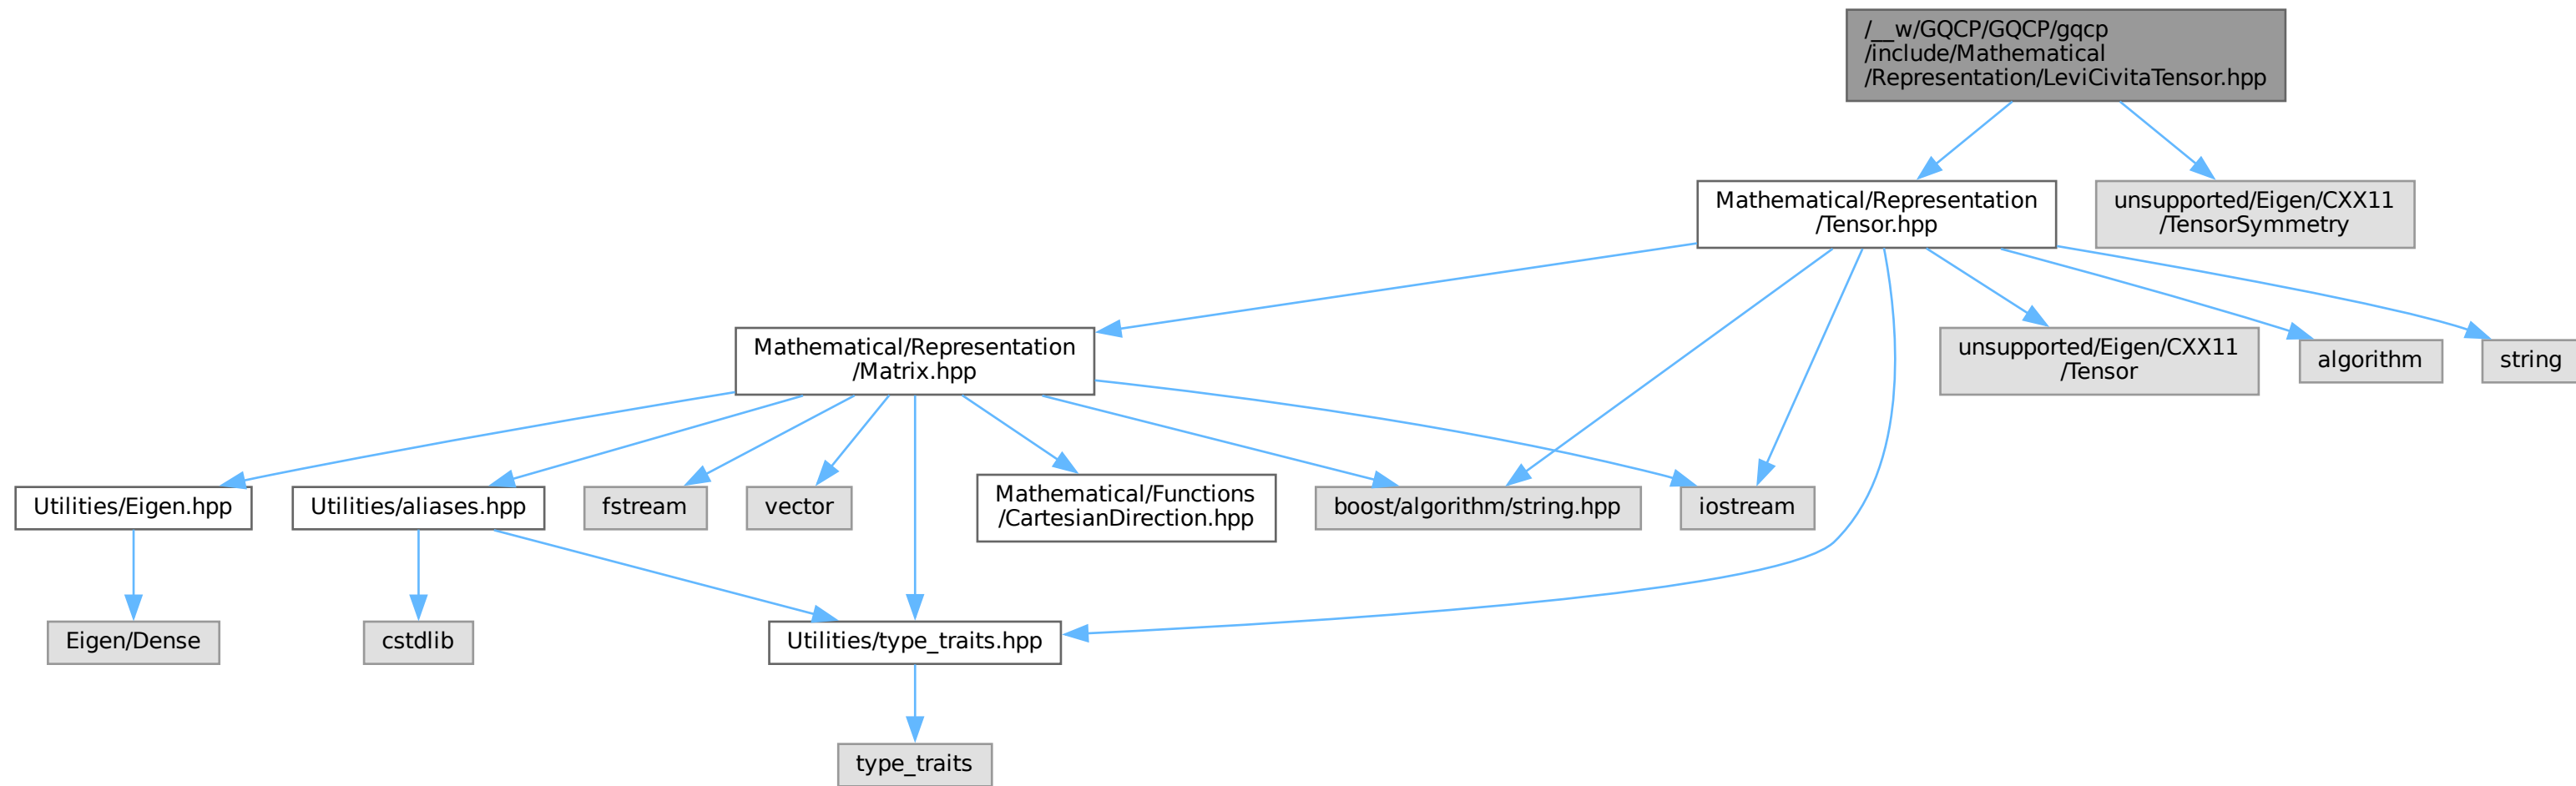 /__w/GQCP/GQCP/gqcp
/include/Mathematical
/Representation/LeviCivitaTensor.hpp
Mathematical/Representation
/Tensor.hpp
unsupported/Eigen/CXX11
/TensorSymmetry
Mathematical/Representation
/Matrix.hpp
unsupported/Eigen/CXX11
/Tensor
algorithm
string
Utilities/Eigen.hpp
Utilities/aliases.hpp
fstream
vector
Mathematical/Functions
/CartesianDirection.hpp
boost/algorithm/string.hpp
iostream
Eigen/Dense
cstdlib
Utilities/type_traits.hpp
type_traits